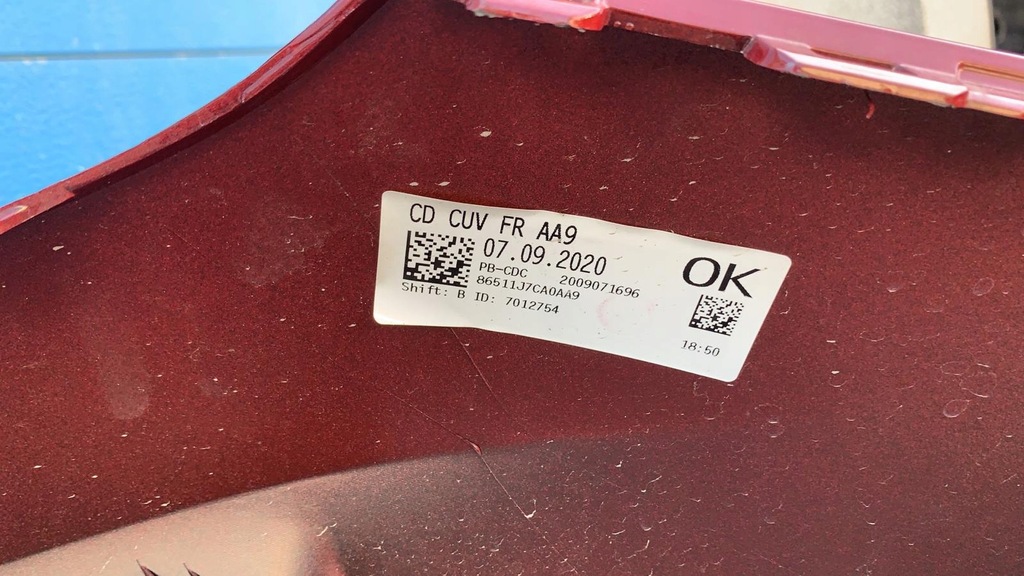 CD CUV FR AA9
07.09.2020
PB-CDC 2009071696
86511J7CA0AA9
Shift: B ID: 7012754
OK
18:50